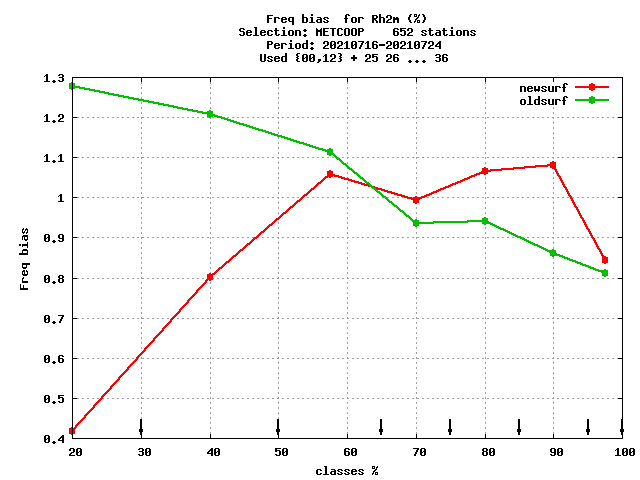 Freq bias  for Rh2m (%)
Selection: METCOOP    652 stations
Period: 20210716-20210724
Used {00,12} + 25 26 ... 36
newsurf
oldsurf
1.3
1.2
1.1
1
0.9
0.8
0.7
0.6
0.5
0.4
Freq bias
20 30 40 50 60 70 80 90 100
classes %